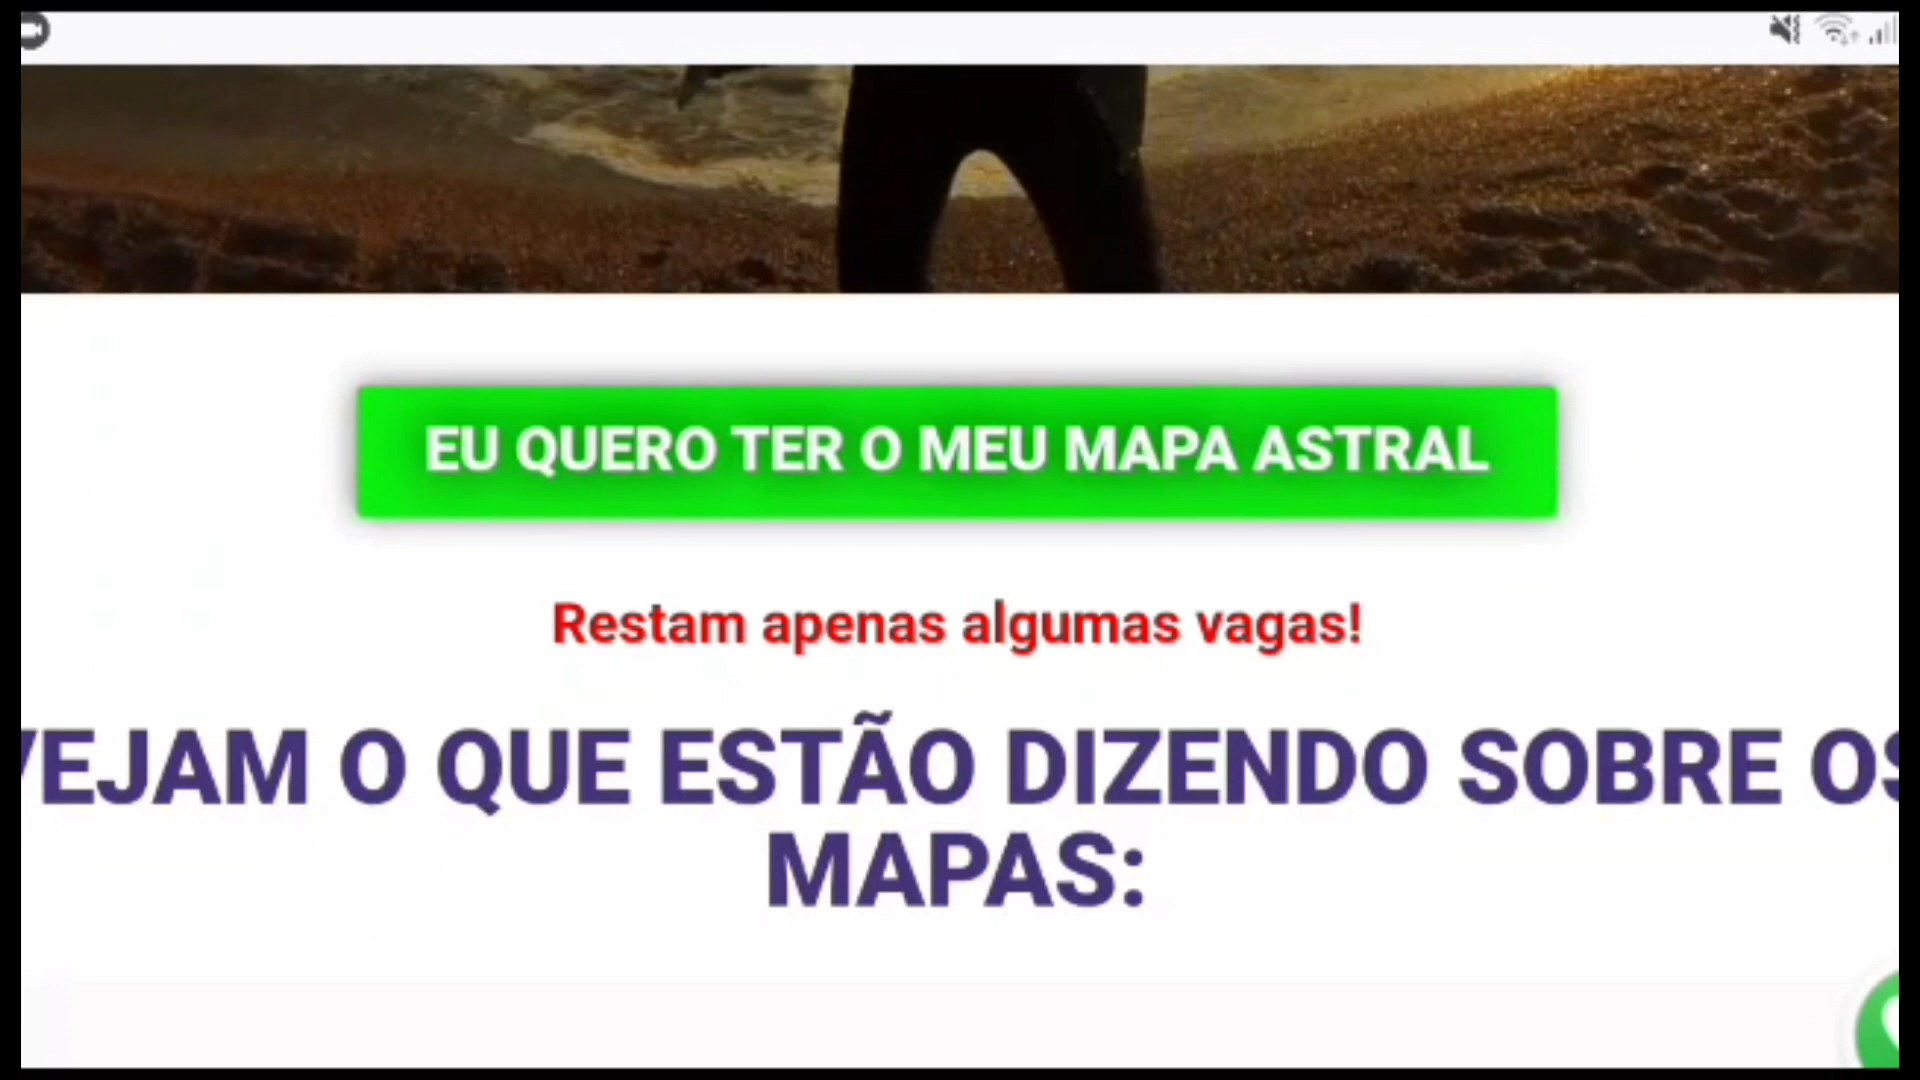 EU QUERO TER O MEU MAPA ASTRAL
Restam apenas algumas vagas!
VEJAM O QUE ESTÃO DIZENDO SOBRE OS
MAPAS: